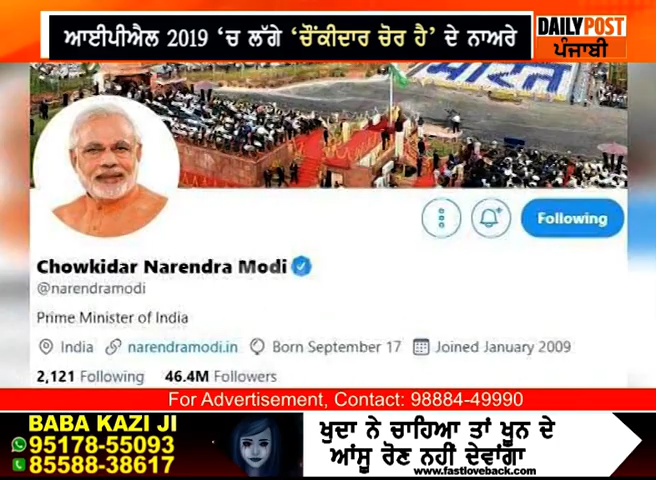 ਆਈਪੀਐਲ 2019 ‘ਚ ਲੱਗੇ ‘ਚੌਂਕੀਦਾਰ ਚੋਰ ਹੈ’ ਦੇ ਨਾਅਰੇ
DAILY POST
ਪੰਜਾਬੀ
भारत
Following
Chowkidar Narendra Modi
@narendramodi
Prime Minister of India
India narendramodi.in Born September 17 Joined January 2009
2,121 Following 46.4M Followers
For Advertisement, Contact: 98884-49990
BABA KAZI JI
95178-55093
85588-38617
ਖੁਦਾ ਨੇ ਚਾਹਿਆ ਤਾਂ ਖੂਨ ਦੇ
ਆਂਸੂ ਰੋਣ ਨਹੀ ਦੇਵਾਂਗਾ
www.fastloveback.com